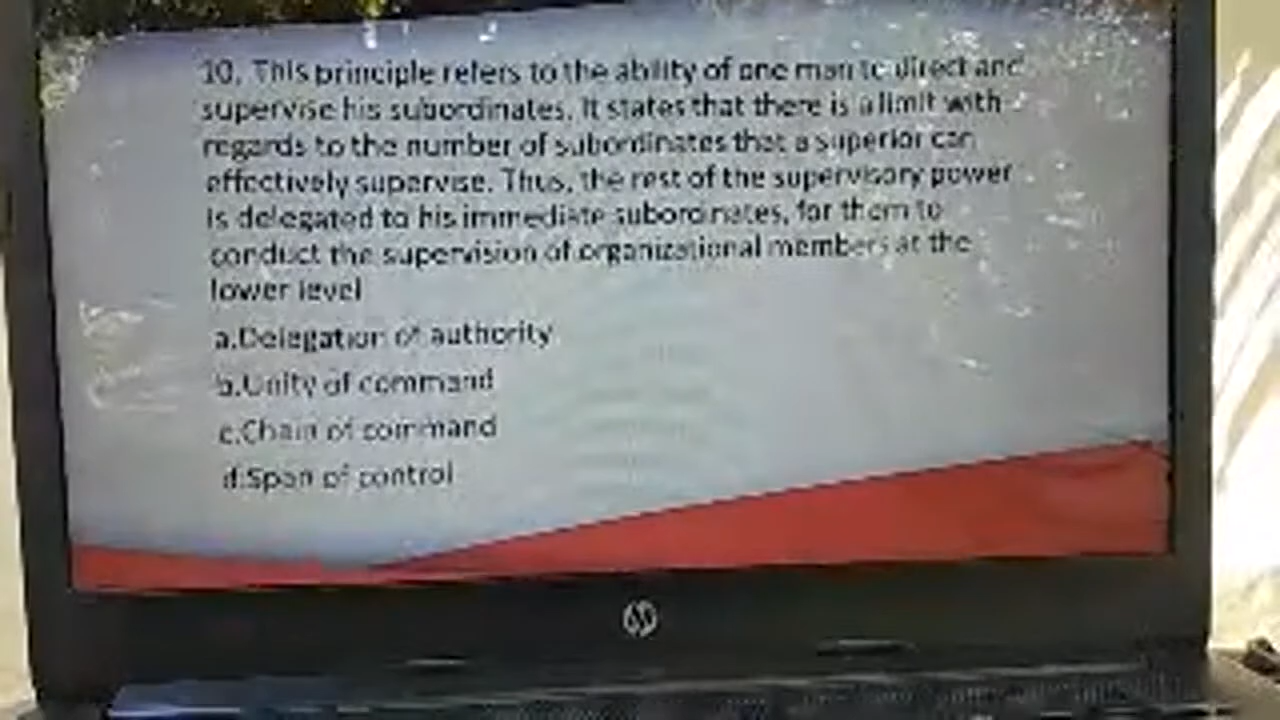 10. This principle refers to the ability of one man to direct and
supervise his subordinates. It states that there is a limit with
regards to the number of subordinates that a superior can
effectively supervise. Thus, the rest of the supervisory power
is delegated to his immediate subordinates, for them to
conduct the supervision of organizational members at the
lower level
a.Delegation of authority
b.Unity of command
c.Chain of command
d.Span of control
hp